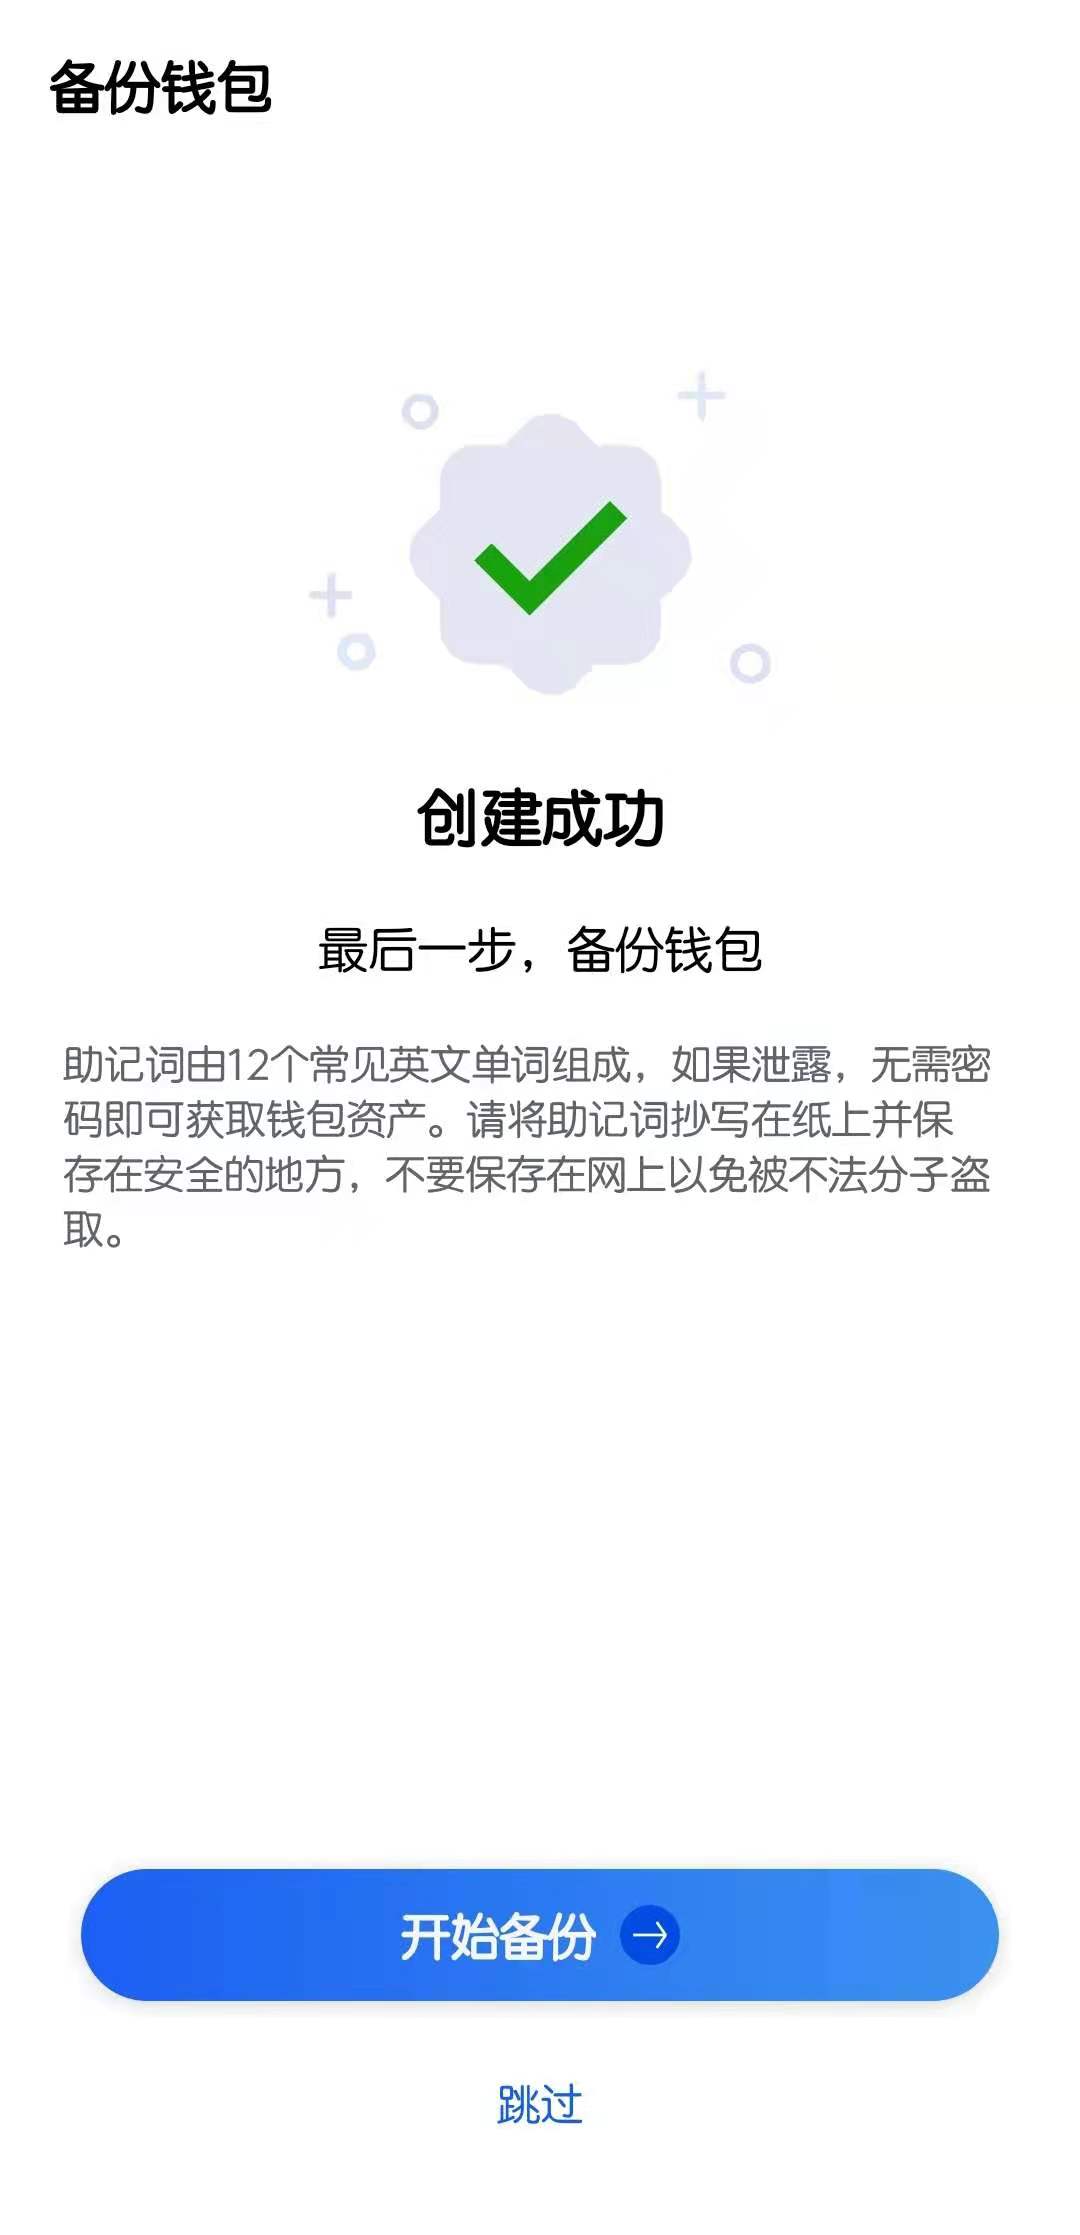 备份钱包
创建成功
最后一步，备份钱包
助记词由12个常见英文单词组成，如果泄露，无需密
码即可获取钱包资产。请将助记词抄写在纸上并保
存在安全的地方，不要保存在网上以免被不法分子盗
取。
开始备份
跳过